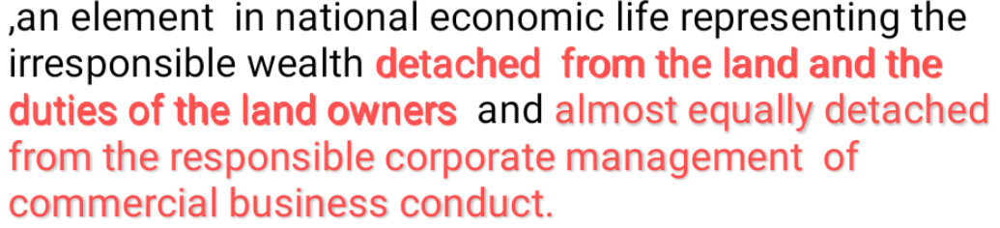 ,an element  in national economic life representing the
irresponsible wealth detached  from the land and the
duties of the land owners  and almost equally detached
from the responsible corporate management  of
commercial business conduct.